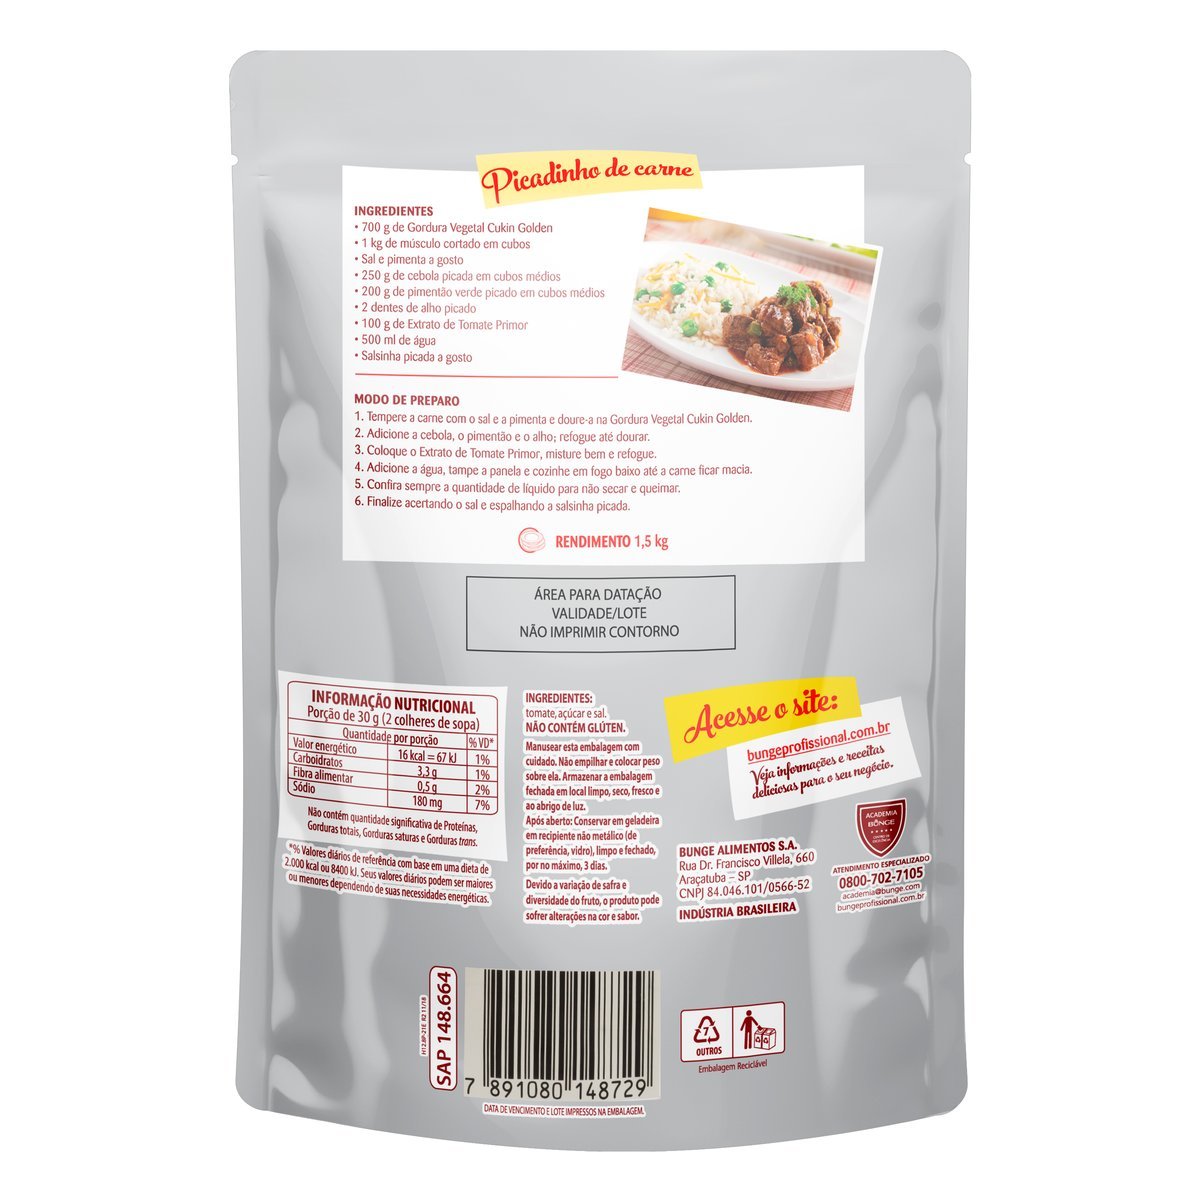 Picadinho de carne
INGREDIENTES
• 700 g de Gordura Vegetal Cukin Golden
• 1 kg de músculo cortado em cubos
• Sal e pimenta a gosto
• 250 g de cebola picada em cubos médios
• 200 g de pimentão verde picado em cubos médios
• 2 dentes de alho picado
• 100 g de Extrato de Tomate Primor
• 500 ml de água
• Salsinha picada a gosto
MODO DE PREPARO
1. Tempere a carne com o sal e a pimenta e doure-a na Gordura Vegetal Cukin Golden.
2. Adicione a cebola, o pimentão e o alho; refogue até dourar.
3. Coloque o Extrato de Tomate Primor, misture bem e refogue.
4. Adicione a água, tampe a panela e cozinhe em fogo baixo até a carne ficar macia.
5. Confira sempre a quantidade de líquido para não secar e queimar.
6. Finalize acertando o sal e espalhando a salsinha picada.
RENDIMENTO 1,5 kg
ÁREA PARA DATAÇÃO
VALIDADE/LOTE
NÃO IMPRIMIR CONTORNO
INFORMAÇÃO NUTRICIONAL
Porção de 30 g (2 colheres de sopa)
Quantidade por porção % VD*
Valor energético 16 kcal = 67 kJ 1%
Carboidratos 3,3 g 1%
Fibra alimentar 0,5 g 2%
Sódio 180 mg 7%
Não contém quantidade significativa de Proteínas,
Gorduras totais, Gorduras saturas e Gorduras trans.
*% Valores diários de referência com base em uma dieta de
2.000 kcal ou 8400 kJ. Seus valores diários podem ser maiores
ou menores dependendo de suas necessidades energéticas.
INGREDIENTES:
tomate, açúcar e sal.
NÃO CONTÉM GLÚTEN.
Manusear esta embalagem com
cuidado. Não empilhar e colocar peso
sobre ela. Armazenar a embalagem
fechada em local limpo, seco, fresco e
ao abrigo de luz.
Após aberto: Conservar em geladeira
em recipiente não metálico (de
preferência, vidro), limpo e fechado,
por no máximo, 3 dias.
Devido a variação de safra e
diversidade do fruto, o produto pode
sofrer alterações na cor e sabor.
Acesse o site:
bungeprofissional.com.br
Veja informações e receitas
deliciosas para o seu negócio.
BUNGE ALIMENTOS S.A.
Rua Dr. Francisco Villela, 660
Araçatuba – SP
CNPJ 84.046.101/0566-52
INDÚSTRIA BRASILEIRA
ACADEMIA
BUNGE
CENTRO DE
EXCELÊNCIA
ATENDIMENTO ESPECIALIZADO
0800-702-7105
academia@bunge.com
bungeprofissional.com.br
H12.BP-21E R2 11/18
SAP 148.664
7 891080 148729
DATA DE VENCIMENTO E LOTE IMPRESSOS NA EMBALAGEM.
7
OUTROS
Embalagem Reciclável